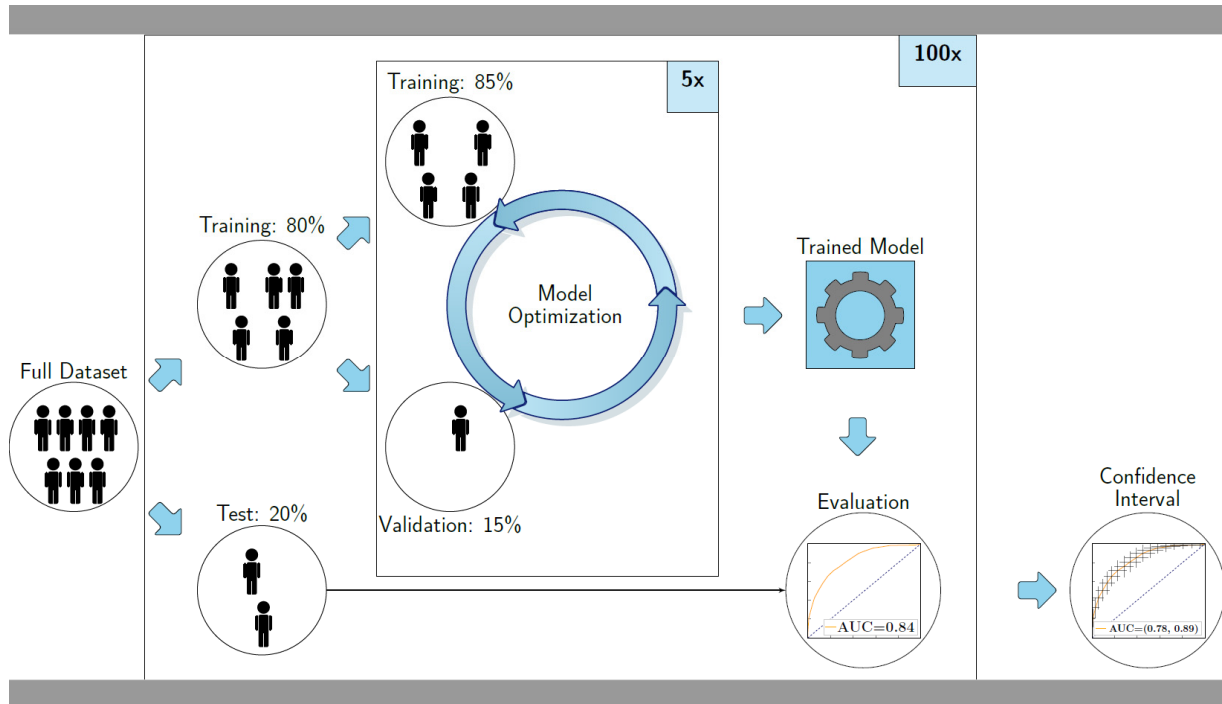 100x
5x
Training: 85%
Training: 80%
Model
Optimization
Trained Model
Full Dataset
Test: 20%
Validation: 15%
Evaluation
AUC=0.84
Confidence
Interval
AUC=(0.78, 0.89)